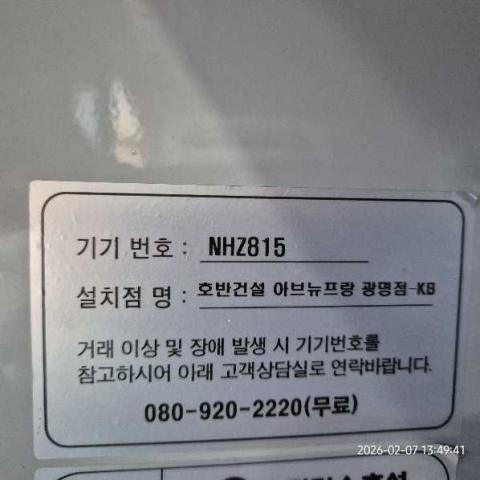 기기 번호 : NHZ815
설치점 명 : 호반건설 아브뉴프랑 광명점-KB
거래 이상 및 장애 발생 시 기기번호를
참고하시어 아래 고객상담실로 연락바랍니다.
080-920-2220(무료)
2026-02-07 13:49:41